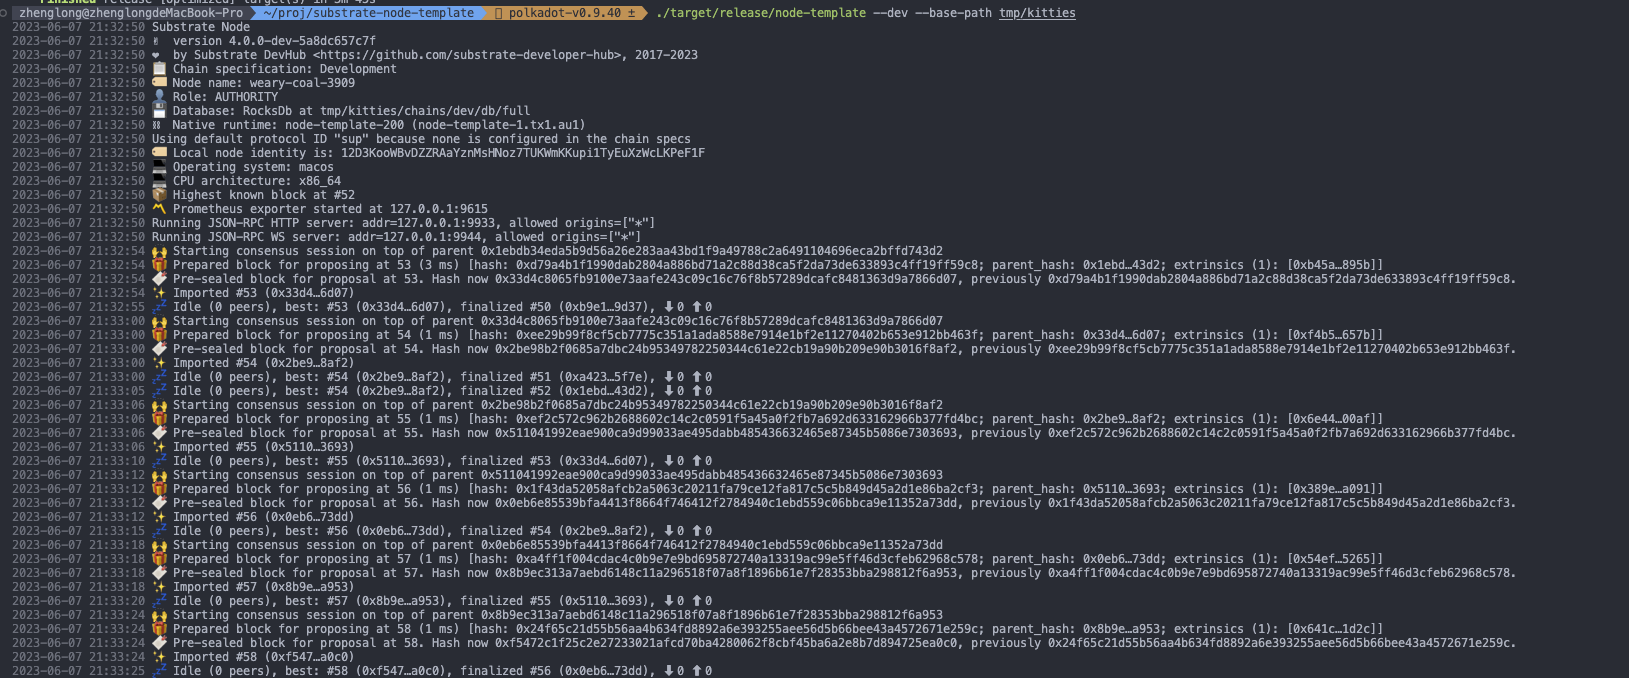 Finished release [optimized] target(s) in 3m 45s
zhenglong@zhenglongdeMacBook-Pro ~/proj/substrate-node-template polkadot-v0.9.40 ± ./target/release/node-template --dev --base-path tmp/kitties
2023-06-07 21:32:50 Substrate Node
2023-06-07 21:32:50 ✌️ version 4.0.0-dev-5a8dc657c7f
2023-06-07 21:32:50 ❤️ by Substrate DevHub <https://github.com/substrate-developer-hub>, 2017-2023
2023-06-07 21:32:50 📋 Chain specification: Development
2023-06-07 21:32:50 🏷 Node name: weary-coal-3909
2023-06-07 21:32:50 👤 Role: AUTHORITY
2023-06-07 21:32:50 💾 Database: RocksDb at tmp/kitties/chains/dev/db/full
2023-06-07 21:32:50 ⛓ Native runtime: node-template-200 (node-template-1.tx1.au1)
2023-06-07 21:32:50 Using default protocol ID "sup" because none is configured in the chain specs
2023-06-07 21:32:50 🏷 Local node identity is: 12D3KooWBvDZZRAaYznMsHNoz7TUKWmKKupi1TyEuXzWcLKPeF1F
2023-06-07 21:32:50 💻 Operating system: macos
2023-06-07 21:32:50 💻 CPU architecture: x86_64
2023-06-07 21:32:50 📦 Highest known block at #52
2023-06-07 21:32:50 〽️ Prometheus exporter started at 127.0.0.1:9615
2023-06-07 21:32:50 Running JSON-RPC HTTP server: addr=127.0.0.1:9933, allowed origins=["*"]
2023-06-07 21:32:50 Running JSON-RPC WS server: addr=127.0.0.1:9944, allowed origins=["*"]
2023-06-07 21:32:54 🙌 Starting consensus session on top of parent 0x1ebdb34eda5b9d56a26e283aa43bd1f9a49788c2a6491104696eca2bffd743d2
2023-06-07 21:32:54 🎁 Prepared block for proposing at 53 (3 ms) [hash: 0xd79a4b1f1990dab2804a886bd71a2c88d38ca5f2da73de633893c4ff19ff59c8; parent_hash: 0x1ebd…43d2; extrinsics (1): [0xb45a…895b]]
2023-06-07 21:32:54 🔖 Pre-sealed block for proposal at 53. Hash now 0x33d4c8065fb9100e73aafe243c09c16c76f8b57289dcafc8481363d9a7866d07, previously 0xd79a4b1f1990dab2804a886bd71a2c88d38ca5f2da73de633893c4ff19ff59c8.
2023-06-07 21:32:54 ✨ Imported #53 (0x33d4…6d07)
2023-06-07 21:32:55 💤 Idle (0 peers), best: #53 (0x33d4…6d07), finalized #50 (0xb9e1…9d37), ⬇ 0 ⬆ 0
2023-06-07 21:33:00 🙌 Starting consensus session on top of parent 0x33d4c8065fb9100e73aafe243c09c16c76f8b57289dcafc8481363d9a7866d07
2023-06-07 21:33:00 🎁 Prepared block for proposing at 54 (1 ms) [hash: 0xee29b99f8cf5cb7775c351a1ada8588e7914e1bf2e11270402b653e912bb463f; parent_hash: 0x33d4…6d07; extrinsics (1): [0xf4b5…657b]]
2023-06-07 21:33:00 🔖 Pre-sealed block for proposal at 54. Hash now 0x2be98b2f0685a7dbc24b95349782250344c61e22cb19a90b209e90b3016f8af2, previously 0xee29b99f8cf5cb7775c351a1ada8588e7914e1bf2e11270402b653e912bb463f.
2023-06-07 21:33:00 ✨ Imported #54 (0x2be9…8af2)
2023-06-07 21:33:00 💤 Idle (0 peers), best: #54 (0x2be9…8af2), finalized #51 (0xa423…5f7e), ⬇ 0 ⬆ 0
2023-06-07 21:33:05 💤 Idle (0 peers), best: #54 (0x2be9…8af2), finalized #52 (0x1ebd…43d2), ⬇ 0 ⬆ 0
2023-06-07 21:33:06 🙌 Starting consensus session on top of parent 0x2be98b2f0685a7dbc24b95349782250344c61e22cb19a90b209e90b3016f8af2
2023-06-07 21:33:06 🎁 Prepared block for proposing at 55 (1 ms) [hash: 0xef2c572c962b2688602c14c2c0591f5a45a0f2fb7a692d633162966b377fd4bc; parent_hash: 0x2be9…8af2; extrinsics (1): [0x6e44…00af]]
2023-06-07 21:33:06 🔖 Pre-sealed block for proposal at 55. Hash now 0x511041992eae900ca9d99033ae495dabb485436632465e87345b5086e7303693, previously 0xef2c572c962b2688602c14c2c0591f5a45a0f2fb7a692d633162966b377fd4bc.
2023-06-07 21:33:06 ✨ Imported #55 (0x5110…3693)
2023-06-07 21:33:10 💤 Idle (0 peers), best: #55 (0x5110…3693), finalized #53 (0x33d4…6d07), ⬇ 0 ⬆ 0
2023-06-07 21:33:12 🙌 Starting consensus session on top of parent 0x511041992eae900ca9d99033ae495dabb485436632465e87345b5086e7303693
2023-06-07 21:33:12 🎁 Prepared block for proposing at 56 (1 ms) [hash: 0x1f43da52058afcb2a5063c20211fa79ce12fa817c5c5b849d45a2d1e86ba2cf3; parent_hash: 0x5110…3693; extrinsics (1): [0x389e…a091]]
2023-06-07 21:33:12 🔖 Pre-sealed block for proposal at 56. Hash now 0x0eb6e85539bfa4413f8664f746412f2784940c1ebd559c06bbca9e11352a73dd, previously 0x1f43da52058afcb2a5063c20211fa79ce12fa817c5c5b849d45a2d1e86ba2cf3.
2023-06-07 21:33:12 ✨ Imported #56 (0x0eb6…73dd)
2023-06-07 21:33:15 💤 Idle (0 peers), best: #56 (0x0eb6…73dd), finalized #54 (0x2be9…8af2), ⬇ 0 ⬆ 0
2023-06-07 21:33:18 🙌 Starting consensus session on top of parent 0x0eb6e85539bfa4413f8664f746412f2784940c1ebd559c06bbca9e11352a73dd
2023-06-07 21:33:18 🎁 Prepared block for proposing at 57 (1 ms) [hash: 0xa4ff1f004cdac4c0b9e7e9bd695872740a13319ac99e5ff46d3cfeb62968c578; parent_hash: 0x0eb6…73dd; extrinsics (1): [0x54ef…5265]]
2023-06-07 21:33:18 🔖 Pre-sealed block for proposal at 57. Hash now 0x8b9ec313a7aebd6148c11a296518f07a8f1896b61e7f28353bba298812f6a953, previously 0xa4ff1f004cdac4c0b9e7e9bd695872740a13319ac99e5ff46d3cfeb62968c578.
2023-06-07 21:33:18 ✨ Imported #57 (0x8b9e…a953)
2023-06-07 21:33:20 💤 Idle (0 peers), best: #57 (0x8b9e…a953), finalized #55 (0x5110…3693), ⬇ 0 ⬆ 0
2023-06-07 21:33:24 🙌 Starting consensus session on top of parent 0x8b9ec313a7aebd6148c11a296518f07a8f1896b61e7f28353bba298812f6a953
2023-06-07 21:33:24 🎁 Prepared block for proposing at 58 (1 ms) [hash: 0x24f65c21d55b56aa4b634fd8892a6e393255aee56d5b66bee43a4572671e259c; parent_hash: 0x8b9e…a953; extrinsics (1): [0x641c…1d2c]]
2023-06-07 21:33:24 🔖 Pre-sealed block for proposal at 58. Hash now 0xf5472c1f25c2e27233021afcd70ba4280062f8cbf45ba6a2e8b7d894725ea0c0, previously 0x24f65c21d55b56aa4b634fd8892a6e393255aee56d5b66bee43a4572671e259c.
2023-06-07 21:33:24 ✨ Imported #58 (0xf547…a0c0)
2023-06-07 21:33:25 💤 Idle (0 peers), best: #58 (0xf547…a0c0), finalized #56 (0x0eb6…73dd), ⬇ 0 ⬆ 0